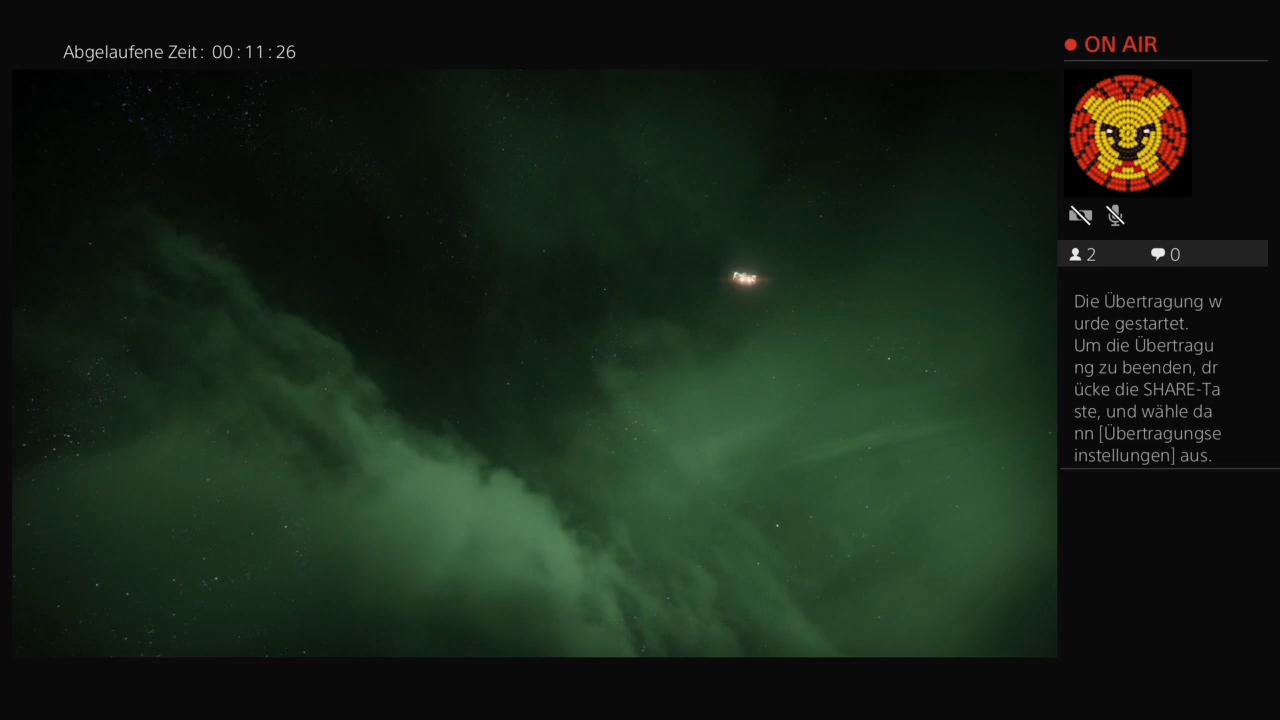 Abgelaufene Zeit: 00:11:26
ON AIR
2 0
Die Übertragung w
urde gestartet.
Um die Übertragu
ng zu beenden, dr
ücke die SHARE-Ta
ste, und wähle da
nn [Übertragungse
instellungen] aus.